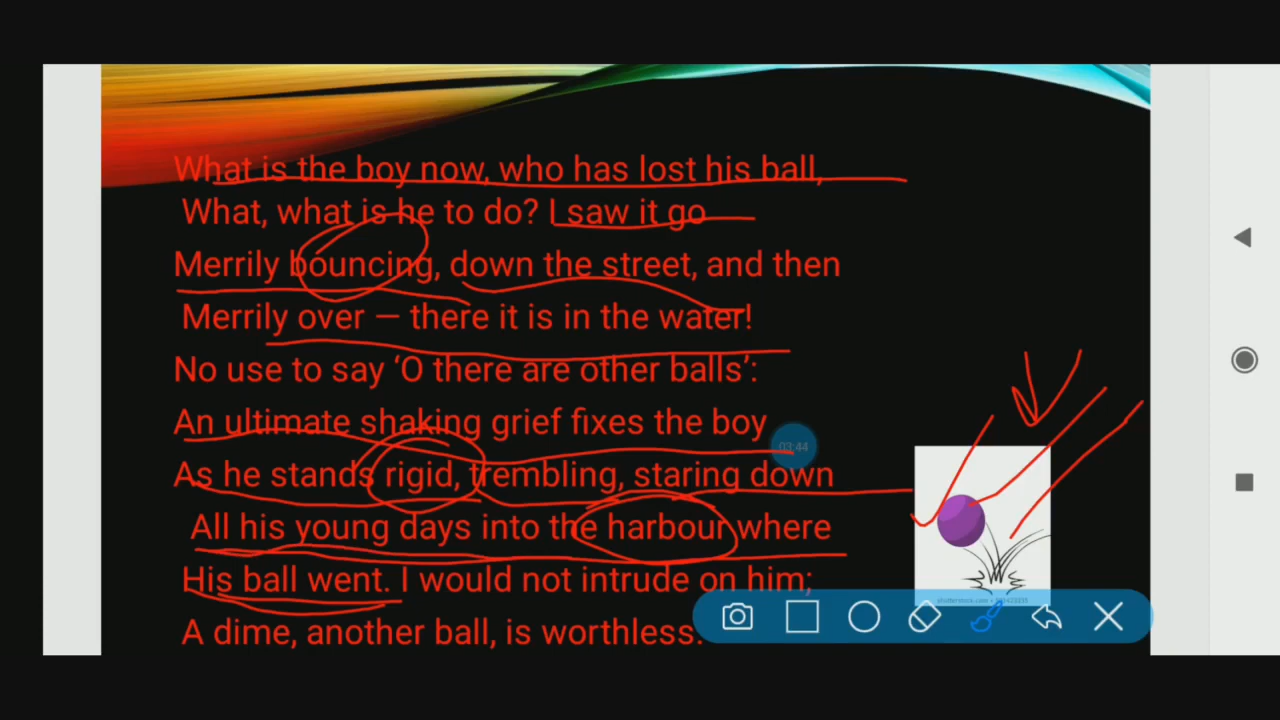 What is the boy now, who has lost his ball,
What, what is he to do? I saw it go
Merrily bouncing, down the street, and then
Merrily over — there it is in the water!
No use to say ‘O there are other balls’:
An ultimate shaking grief fixes the boy
03:44
As he stands rigid, trembling, staring down
All his young days into the harbour where
His ball went. I would not intrude on him;
A dime, another ball, is worthless.